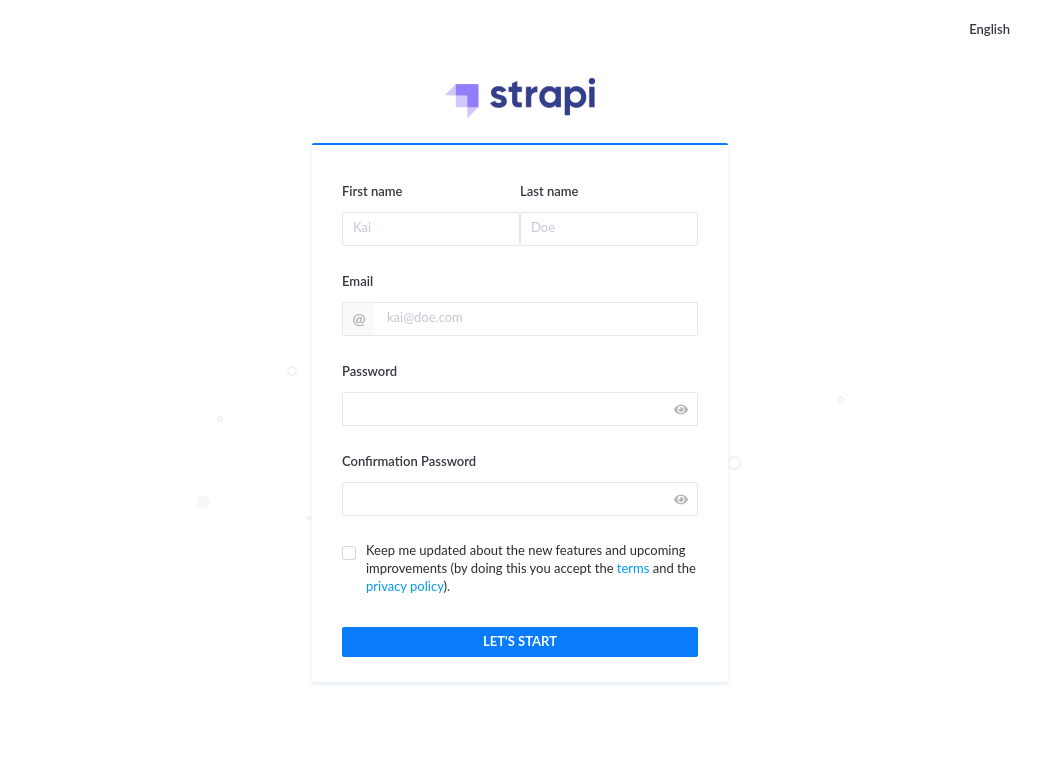 English
strapi
First name Last name
Kai Doe
Email
@ kai@doe.com
Password
Confirmation Password
Keep me updated about the new features and upcoming
improvements (by doing this you accept the terms and the
privacy policy).
LET'S START